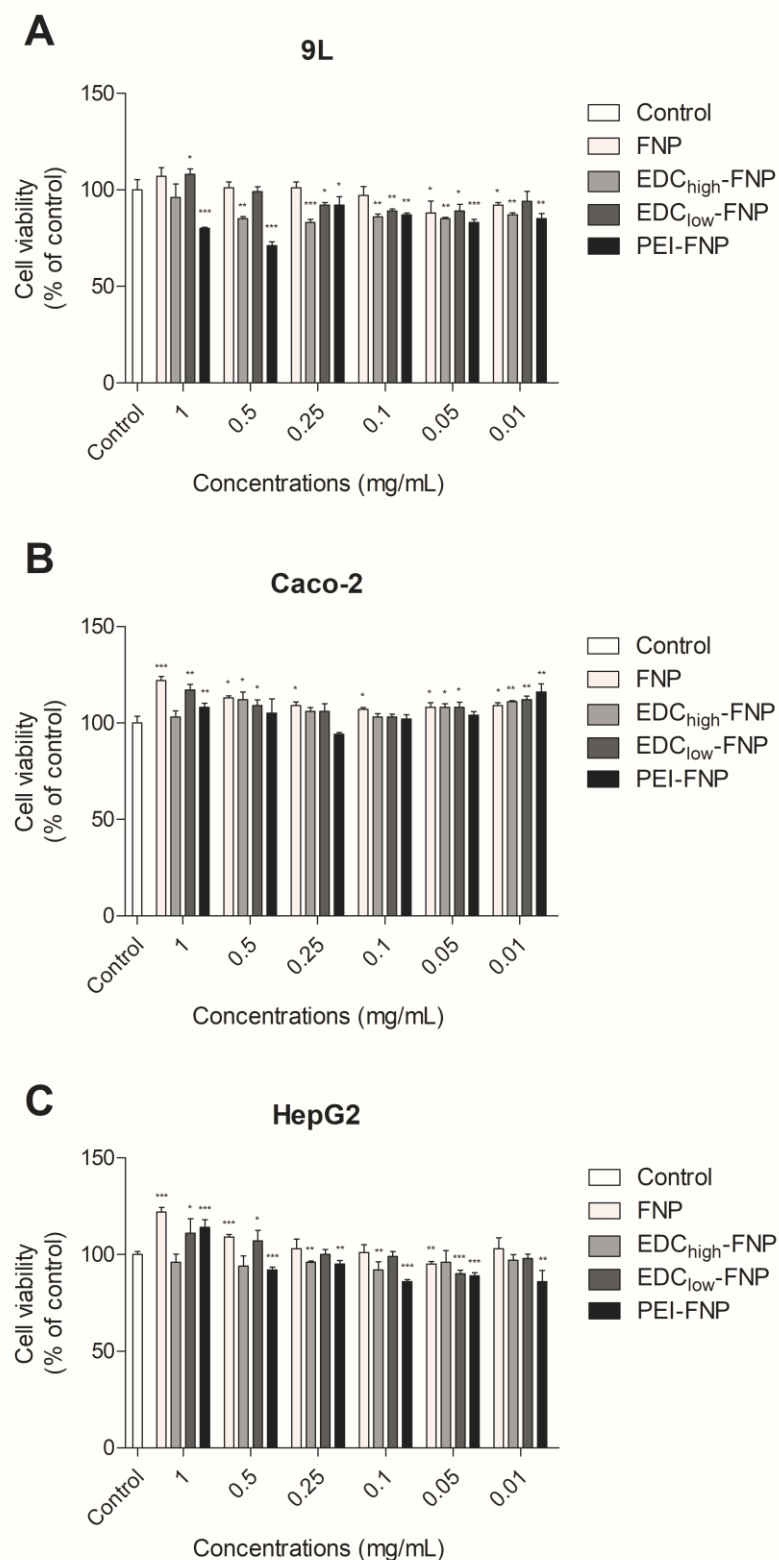 A
9L
150
100
50
0
Cell viability
(% of control)
* *** ** *** *** * * ** ** ** * ** * *** * ** **
Control 1 0.5 0.25 0.1 0.05 0.01
Concentrations (mg/mL)
Control
FNP
EDChigh-FNP
EDClow-FNP
PEI-FNP
B
Caco-2
150
100
50
0
Cell viability
(% of control)
*** ** ** * * * * * * * * * ** ** **
Control 1 0.5 0.25 0.1 0.05 0.01
Concentrations (mg/mL)
Control
FNP
EDChigh-FNP
EDClow-FNP
PEI-FNP
C
HepG2
150
100
50
0
Cell viability
(% of control)
*** * *** *** * *** ** ** ** *** ** *** *** **
Control 1 0.5 0.25 0.1 0.05 0.01
Concentrations (mg/mL)
Control
FNP
EDChigh-FNP
EDClow-FNP
PEI-FNP